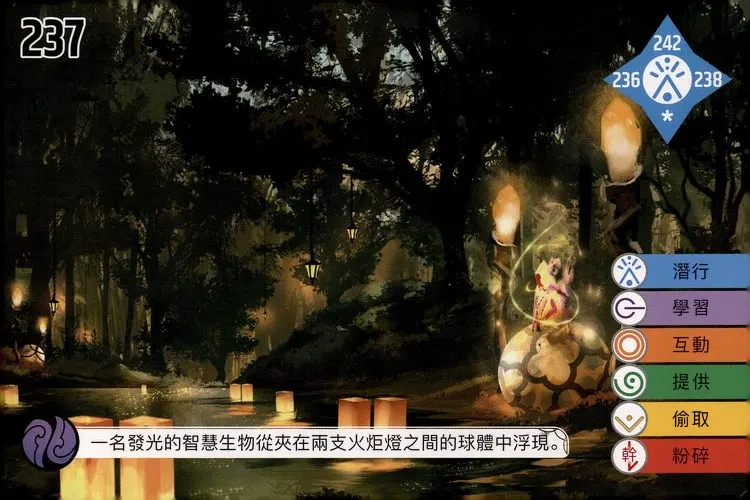 237
242
236
238
*
潛行
學習
互動
提供
偷取
幹 粉碎
一名發光的智慧生物從夾在兩支火炬燈之間的球體中浮現。